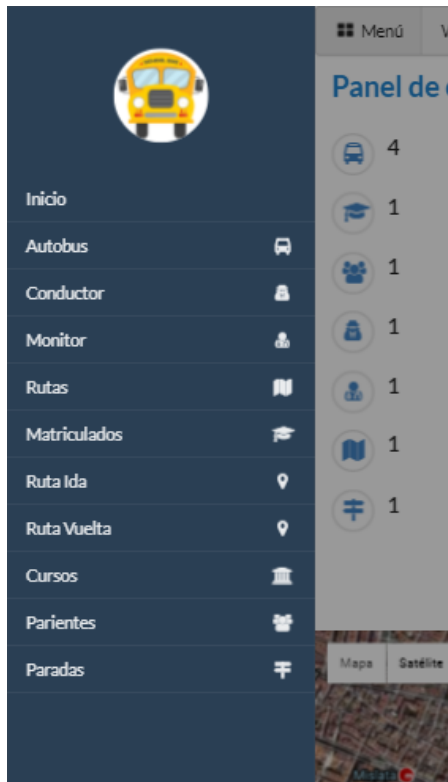 Inicio
Autobus
Conductor
Monitor
Rutas
Matriculados
Ruta Ida
Ruta Vuelta
Cursos
Parientes
Paradas
Menú
Panel de
4
1
1
1
1
1
1
Mapa Satélite
Mislata